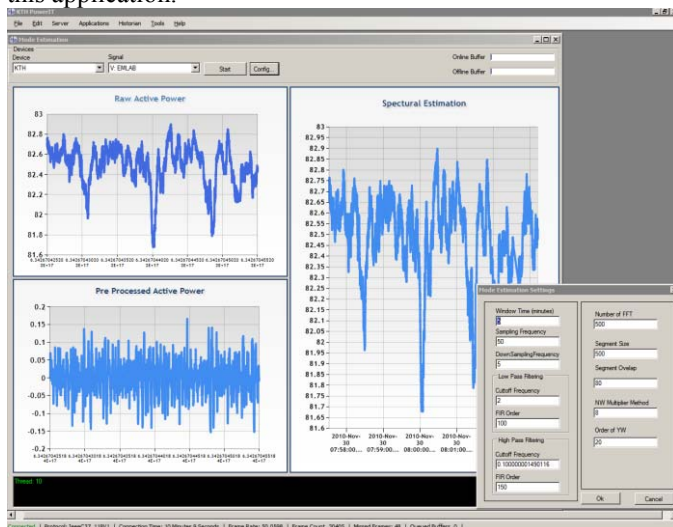 this application.
KTH PowerIT
File Edit Server Applications Historian Tools Help
Mode Estimation
Devices
Device Signal
KTH V: EMLAB Start Config..
Online Buffer
Offline Buffer
Raw Active Power
83
82.8
82.6
82.4
82.2
82
81.8
81.6
Pre Processed Active Power
0.2
0.15
0.1
0.05
0
-0.05
-0.1
-0.15
-0.2
Spectural Estimation
83
82.95
82.9
82.85
82.8
82.75
82.7
82.65
82.6
82.55
82.5
82.45
82.4
82.35
82.3
82.25
82.2
82.15
82.1
82.05
82
81.95
81.9
81.85
81.8
81.75
81.7
81.65
81.6
2010-Nov- 2010-Nov- 2010-Nov- 2010-Nov-
30 30 30 30
07:58:00... 07:59:00... 08:00:00... 08:01:00...
Mode Estimation Settings
Window Time (minutes)
Sampling Frequency
50
DownSamplingFrequency
5
Low Pass Filtering
Cuttoff Frequency
2
FIR Order
100
High Pass Filtering
Cuttoff Frequency
0.100000001490116
FIR Order
150
Number of FFT
500
Segment Size
500
Segment Ovelap
80
NW Multiplier Method
8
Order of YW
20
Ok Cancel
Thread: 10